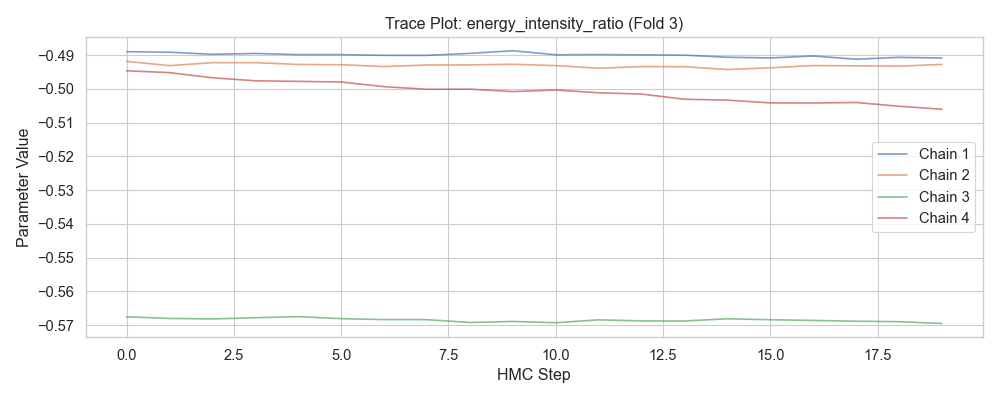 Trace Plot: energy_intensity_ratio (Fold 3)
Parameter Value
−0.49
−0.50
−0.51
−0.52
−0.53
−0.54
−0.55
−0.56
−0.57
Chain 1
Chain 2
Chain 3
Chain 4
0.0 2.5 5.0 7.5 10.0 12.5 15.0 17.5
HMC Step